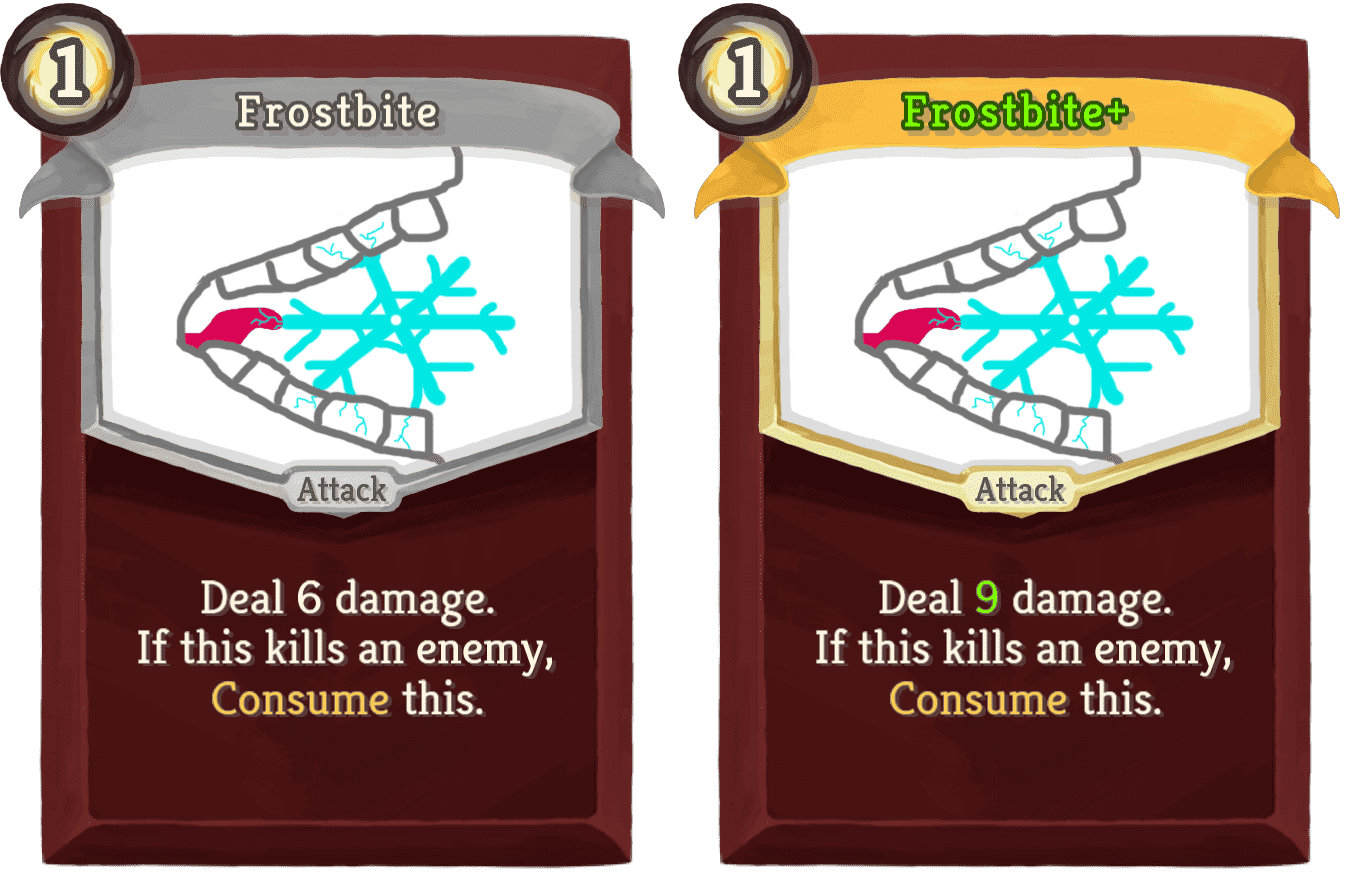 1
Frostbite
Attack
Deal 6 damage.
If this kills an enemy,
Consume this.
1
Frostbite+
Attack
Deal 9 damage.
If this kills an enemy,
Consume this.